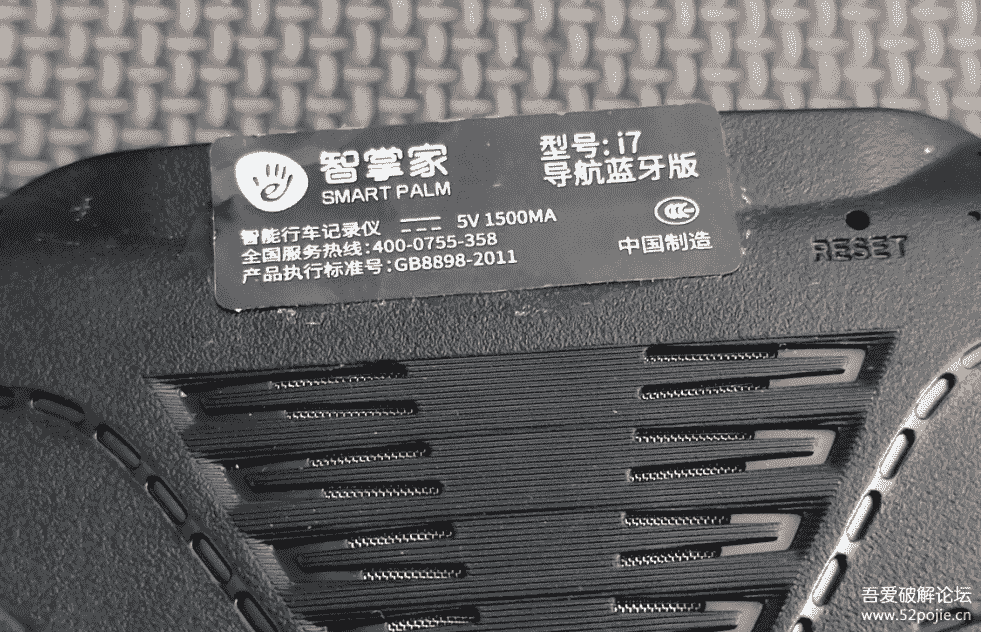 智掌家
SMART PALM
型号:i7
导航蓝牙版
智能行车记录仪 5V 1500MA
全国服务热线:400-0755-358
产品执行标准号:GB8898-2011
中国制造
RESET
吾爱破解论坛
www.52pojie.cn